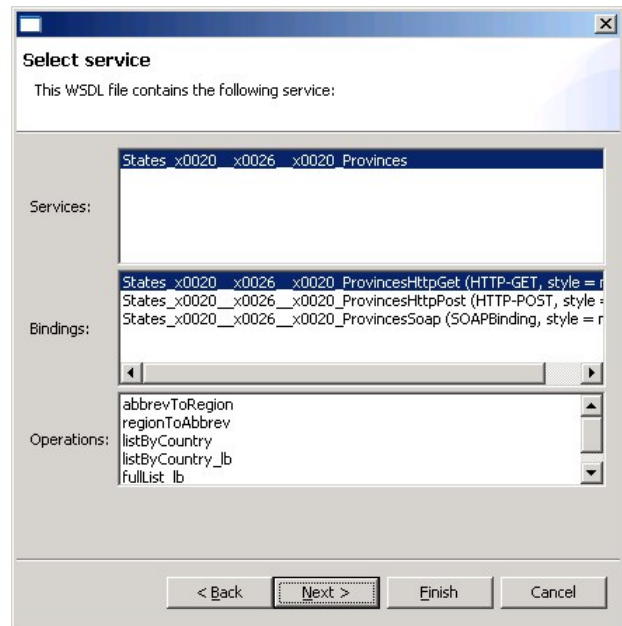 Select service
This WSDL file contains the following service:
Services:
States_x0020__x0026__x0020_Provinces
Bindings:
States_x0020__x0026__x0020_ProvincesHttpGet (HTTP-GET, style =
States_x0020__x0026__x0020_ProvincesHttpPost (HTTP-POST, style =
States_x0020__x0026__x0020_ProvincesSoap (SOAPBinding, style = r
Operations:
abbrevToRegion
regionToAbbrev
listByCountry
listByCountry_lb
fullList_lb
< Back Next > Finish Cancel